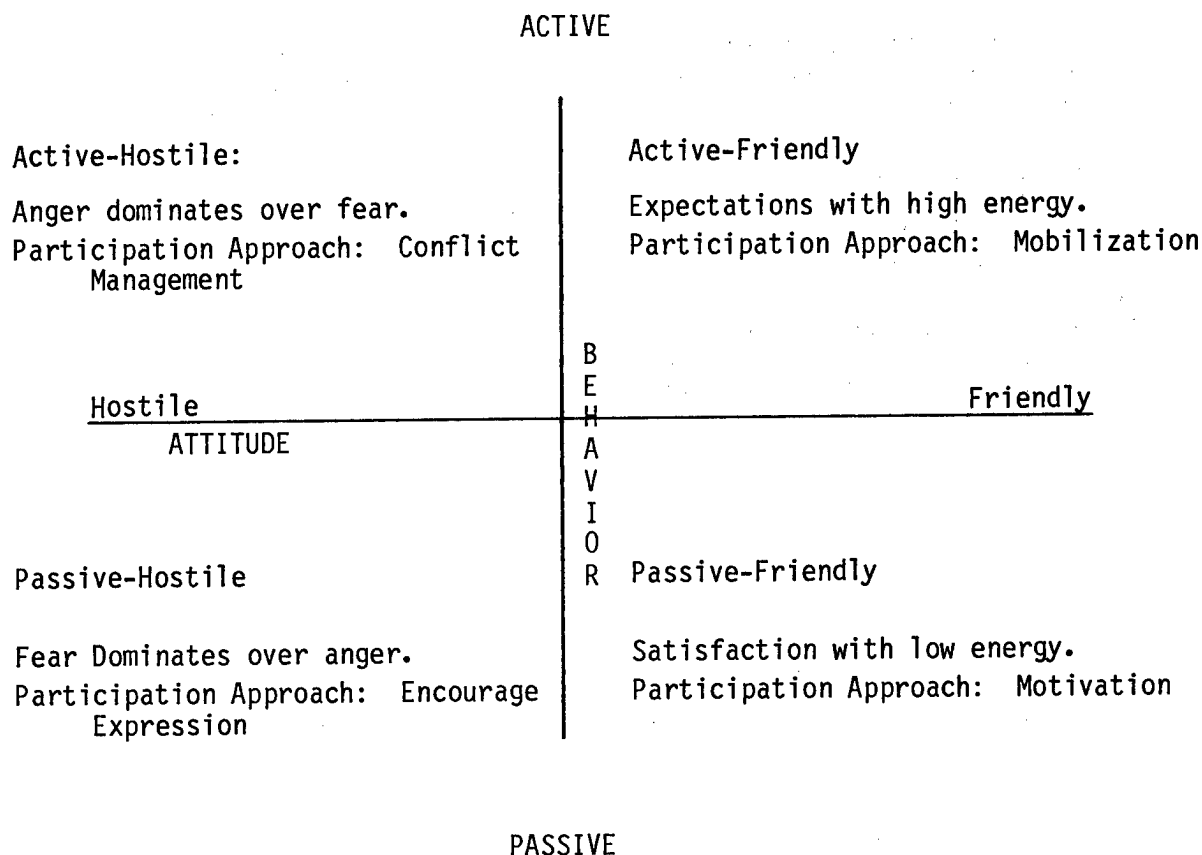 ACTIVE
Active-Hostile:
Anger dominates over fear.
Participation Approach: Conflict
Management
Active-Friendly
Expectations with high energy.
Participation Approach: Mobilization
BEHAVIOR
Hostile
Friendly
ATTITUDE
Passive-Hostile
Fear Dominates over anger.
Participation Approach: Encourage
Expression
Passive-Friendly
Satisfaction with low energy.
Participation Approach: Motivation
PASSIVE